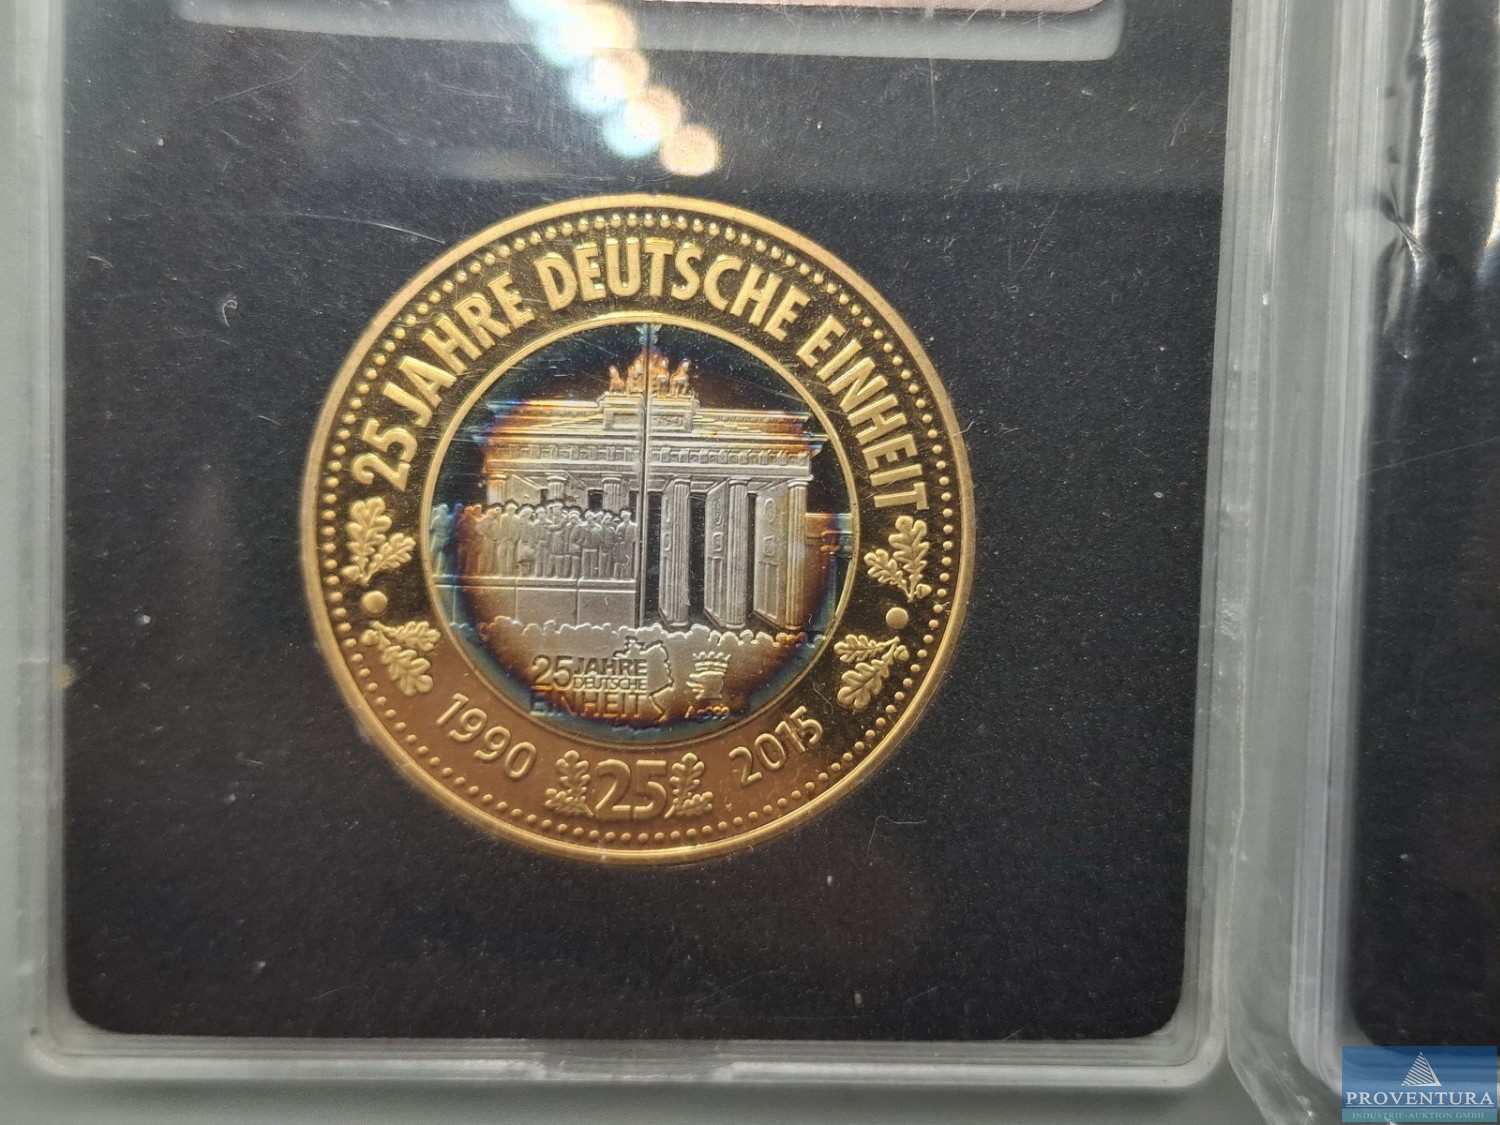 25 JAHRE DEUTSCHE EINHEIT
25 JAHRE
DEUTSCHE
EINHEIT
1990 25 2015
PROVENTURA
INDUSTRIE-AUKTION GMBH